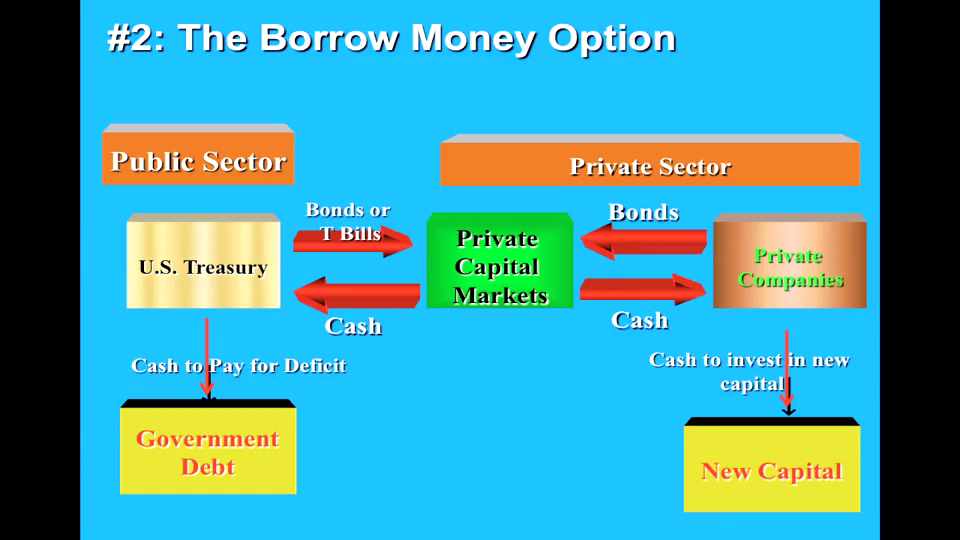 #2: The Borrow Money Option
Public Sector
Private Sector
Bonds or
T Bills
Bonds
U.S. Treasury
Private
Capital
Markets
Private
Companies
Cash
Cash
Cash to Pay for Deficit
Cash to invest in new
capital
Government
Debt
New Capital